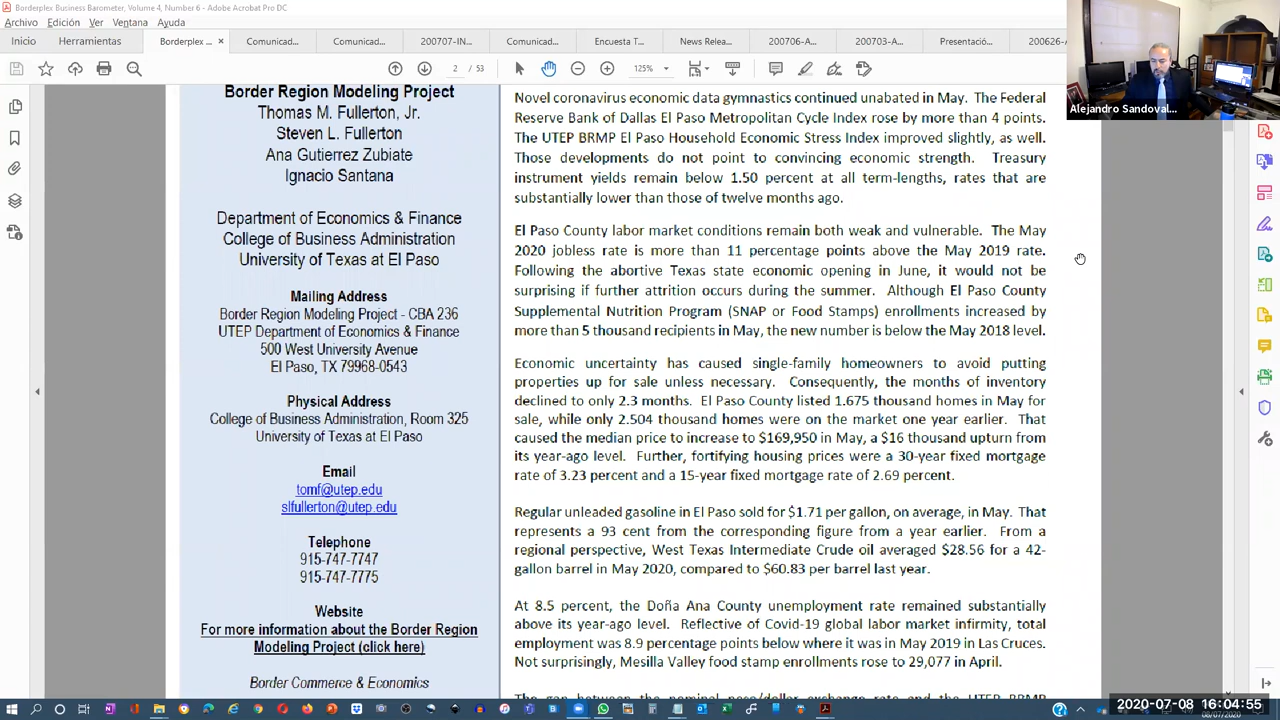 Borderplex Business Barometer, Volume 4, Number 6 - Adobe Acrobat Pro DC
Archivo Edición Ver Ventana Ayuda
Inicio Herramientas Borderplex ... × Comunicad... Comunicad... 200707-IN... Comunicad... Encuesta T... News Relea... 200706-A... 200703-A... Presentació... 200626-
2 / 53 125%
Alejandro Sandoval...
Border Region Modeling Project
Thomas M. Fullerton, Jr.
Steven L. Fullerton
Ana Gutierrez Zubiate
Ignacio Santana
Department of Economics & Finance
College of Business Administration
University of Texas at El Paso
Mailing Address
Border Region Modeling Project - CBA 236
UTEP Department of Economics & Finance
500 West University Avenue
El Paso, TX 79968-0543
Physical Address
College of Business Administration, Room 325
University of Texas at El Paso
Email
tomf@utep.edu
slfullerton@utep.edu
Telephone
915-747-7747
915-747-7775
Website
For more information about the Border Region
Modeling Project (click here)
Border Commerce & Economics
Novel coronavirus economic data gymnastics continued unabated in May. The Federal
Reserve Bank of Dallas El Paso Metropolitan Cycle Index rose by more than 4 points.
The UTEP BRMP El Paso Household Economic Stress Index improved slightly, as well.
Those developments do not point to convincing economic strength. Treasury
instrument yields remain below 1.50 percent at all term-lengths, rates that are
substantially lower than those of twelve months ago.
El Paso County labor market conditions remain both weak and vulnerable. The May
2020 jobless rate is more than 11 percentage points above the May 2019 rate.
Following the abortive Texas state economic opening in June, it would not be
surprising if further attrition occurs during the summer. Although El Paso County
Supplemental Nutrition Program (SNAP or Food Stamps) enrollments increased by
more than 5 thousand recipients in May, the new number is below the May 2018 level.
Economic uncertainty has caused single-family homeowners to avoid putting
properties up for sale unless necessary. Consequently, the months of inventory
declined to only 2.3 months. El Paso County listed 1.675 thousand homes in May for
sale, while only 2.504 thousand homes were on the market one year earlier. That
caused the median price to increase to $169,950 in May, a $16 thousand upturn from
its year-ago level. Further, fortifying housing prices were a 30-year fixed mortgage
rate of 3.23 percent and a 15-year fixed mortgage rate of 2.69 percent.
Regular unleaded gasoline in El Paso sold for $1.71 per gallon, on average, in May. That
represents a 93 cent from the corresponding figure from a year earlier. From a
regional perspective, West Texas Intermediate Crude oil averaged $28.56 for a 42-
gallon barrel in May 2020, compared to $60.83 per barrel last year.
At 8.5 percent, the Doña Ana County unemployment rate remained substantially
above its year-ago level. Reflective of Covid-19 global labor market infirmity, total
employment was 8.9 percentage points below where it was in May 2019 in Las Cruces.
Not surprisingly, Mesilla Valley food stamp enrollments rose to 29,077 in April.
The gap between the nominal peso/dollar exchange rate and the UTEP BRMP
2020-07-08 16:04:55
08/07/2020